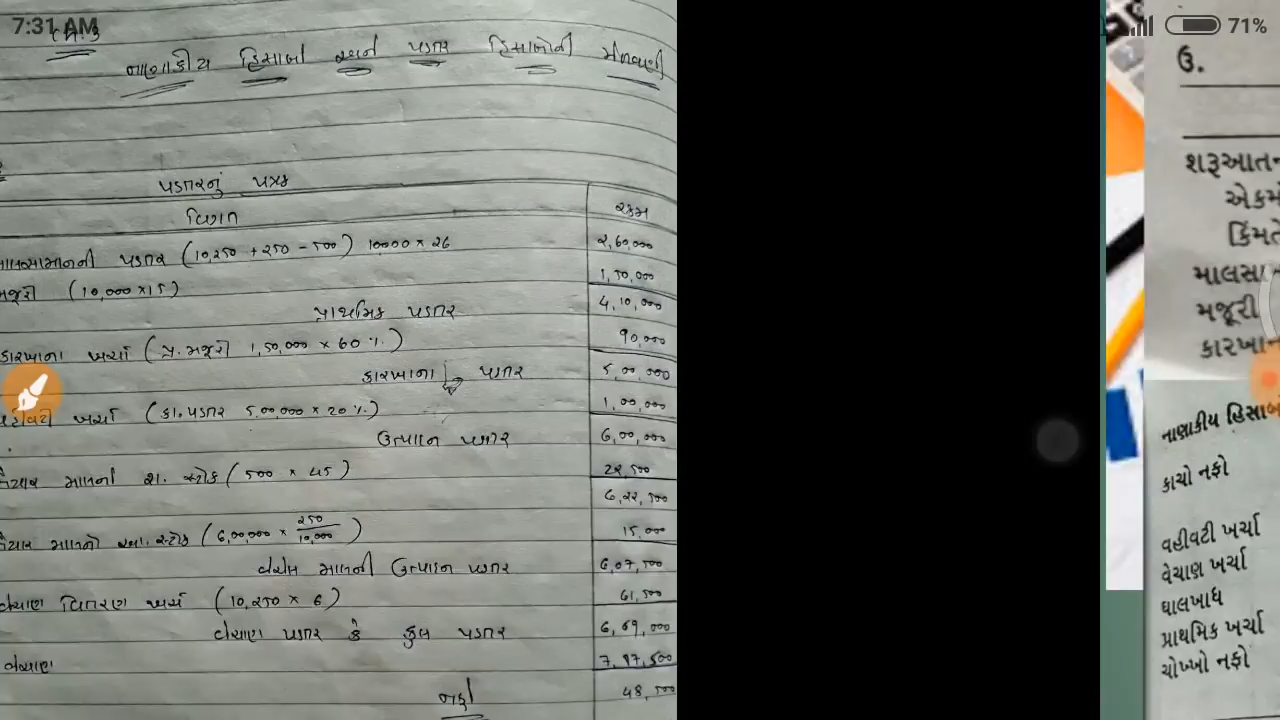 7:31 AM
71%
નાણાકીય હિસાબો અને પડતર હિસાબોની મેળવણી
પડતરનું પત્રક
વિગત
રકમ
માલસામાનની પડતર (10,250 + 250 - 500) 10000 × 26
2,60,000
મજૂરી (10,000 × 15)
1,50,000
પ્રાથમિક પડતર
4,10,000
કારખાના ખર્ચા (પ્ર. મજૂરી 1,50,000 × 60 %)
90,000
કારખાના પડતર
5,00,000
વહીવટી ખર્ચા (કા. પડતર 5,00,000 × 20%)
1,00,000
ઉત્પાદન પડતર
6,00,000
તૈયાર માલનો શ. સ્ટોક (500 × 45)
22,500
6,22,500
તૈયાર માલનો આ. સ્ટોક (6,00,000 × 250/10,000)
15,000
વેચેલ માલની ઉત્પાદન પડતર
6,07,500
વેચાણ વિતરણ ખર્ચ (10,250 × 6)
61,500
વેચાણ પડતર કે કુલ પડતર
6,69,000
વેચાણ
7,17,500
નફો
48,500
ઉ.
શરૂઆતન
એકમ
કિંમતે
માલસા
મજૂરી
કારખાન
નાણાકીય હિસાબ
કાચો નફો
વહીવટી ખર્ચા
વેચાણ ખર્ચા
ઘાલખાધ
પ્રાથમિક ખર્ચા
ચોખ્ખો નફો